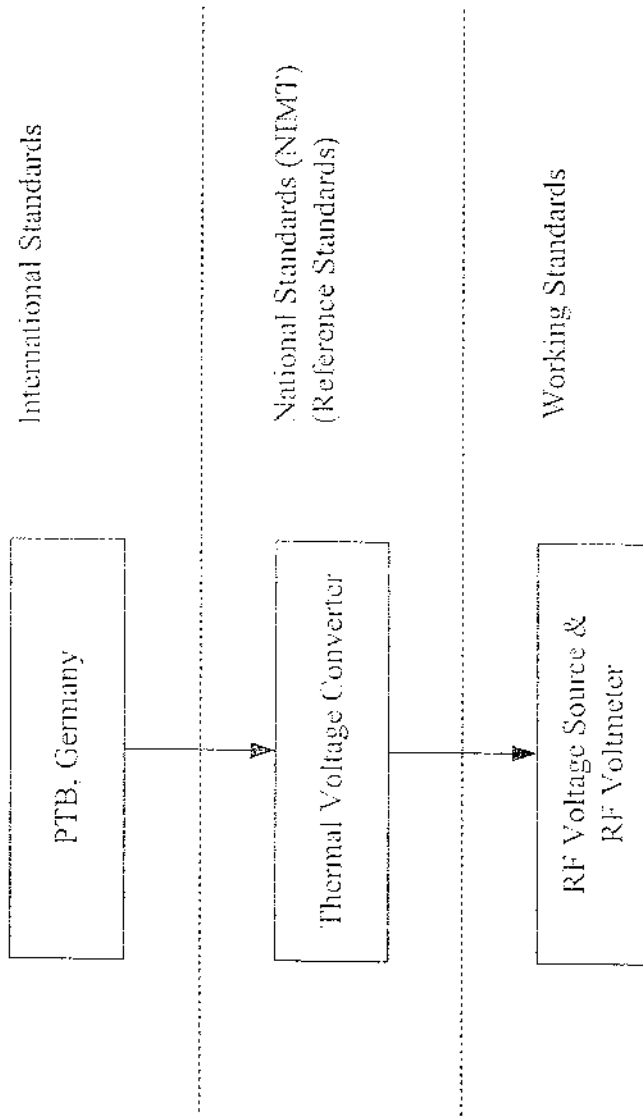 International Standards
PTB, Germany
National Standards (NIMT)
(Reference Standards)
Thermal Voltage Converter
Working Standards
RF Voltage Source &
RF Voltmeter